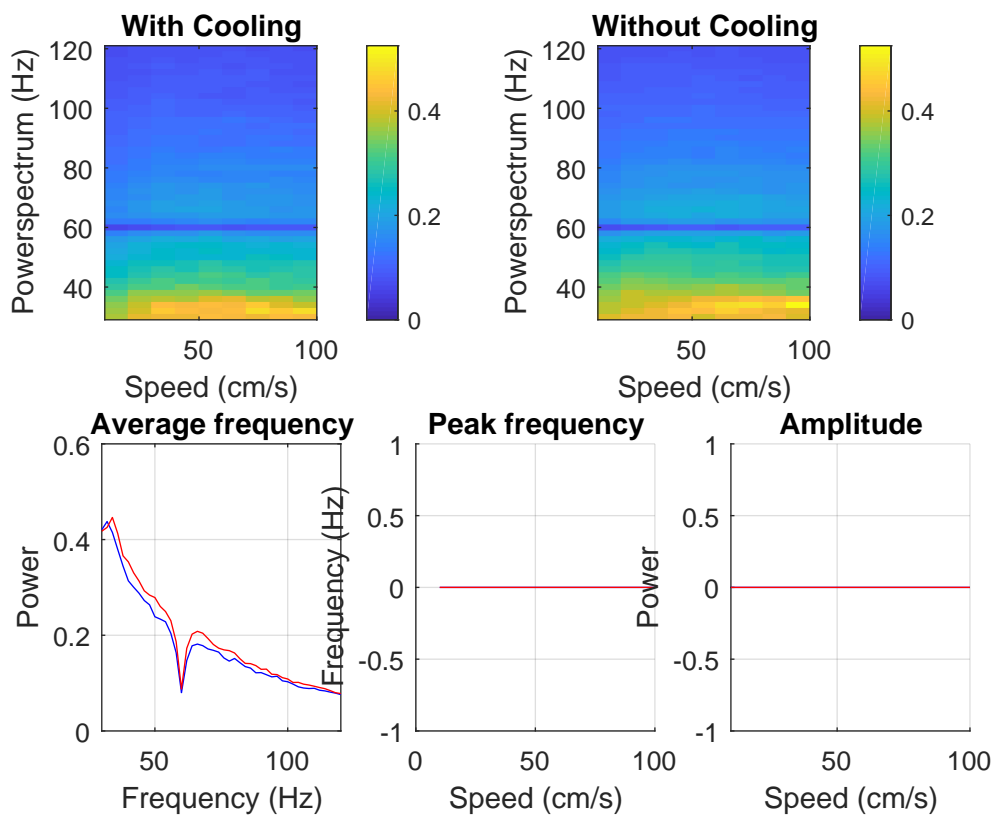 With Cooling
Powerspectrum (Hz)
120
100
80
60
40
50
100
Speed (cm/s)
0.4
0.2
0
Without Cooling
Powerspectrum (Hz)
120
100
80
60
40
50
100
Speed (cm/s)
0.4
0.2
0
Average frequency
Power
0.6
0.4
0.2
0
50
100
Frequency (Hz)
Peak frequency
Frequency (Hz)
1
0.5
0
-0.5
-1
0
50
100
Speed (cm/s)
Amplitude
Power
1
0.5
0
-0.5
-1
50
100
Speed (cm/s)